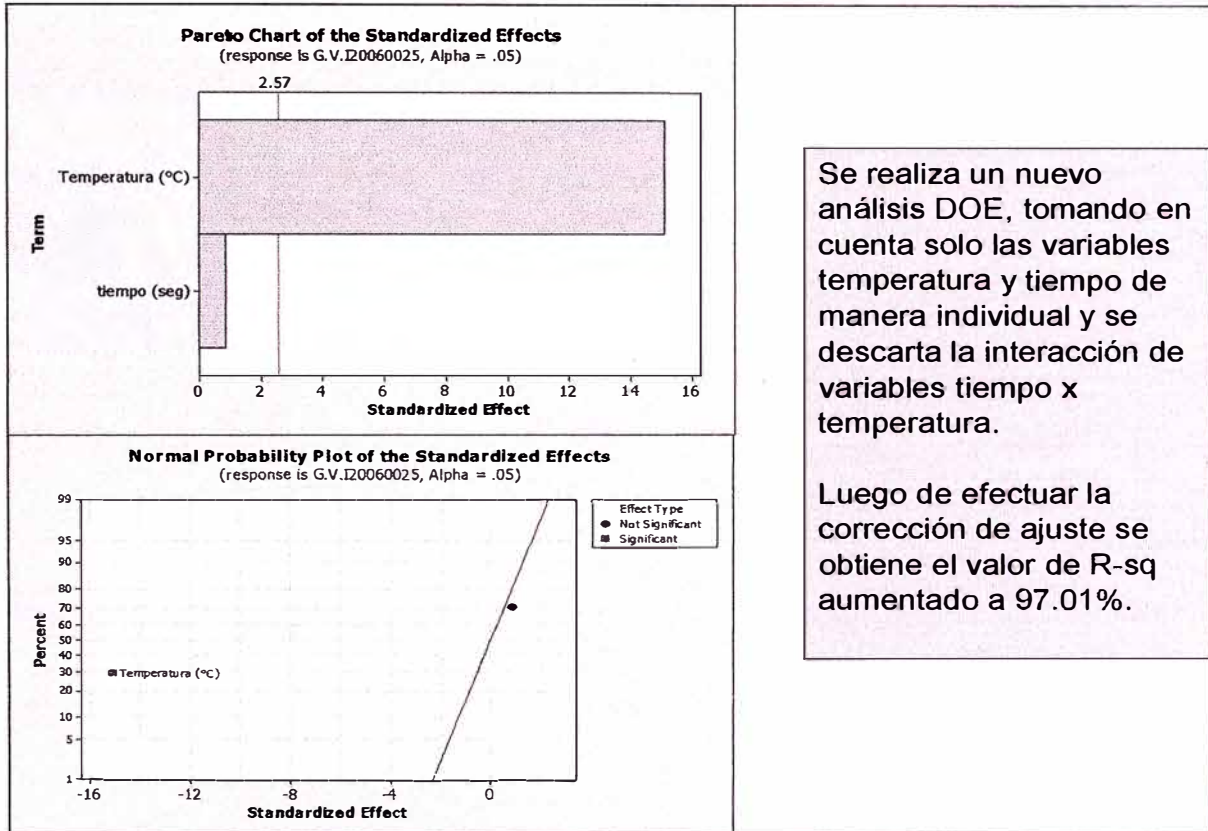 Pareto Chart of the Standardized Effects
(response is G.V.I20060025, Alpha = .05)
2.57
Term
Temperatura (°C)
tiempo (seg)
0 2 4 6 8 10 12 14 16
Standardized Effect
Normal Probability Plot of the Standardized Effects
(response is G.V.I20060025, Alpha = .05)
Percent
99
95
90
80
70
60
50
40
30
20
10
5
1
Temperatura (°C)
-16 -12 -8 -4 0
Standardized Effect
Effect Type
Not Significant
Significant
Se realiza un nuevo
análisis DOE, tomando en
cuenta solo las variables
temperatura y tiempo de
manera individual y se
descarta la interacción de
variables tiempo x
temperatura.
Luego de efectuar la
corrección de ajuste se
obtiene el valor de R-sq
aumentado a 97.01%.